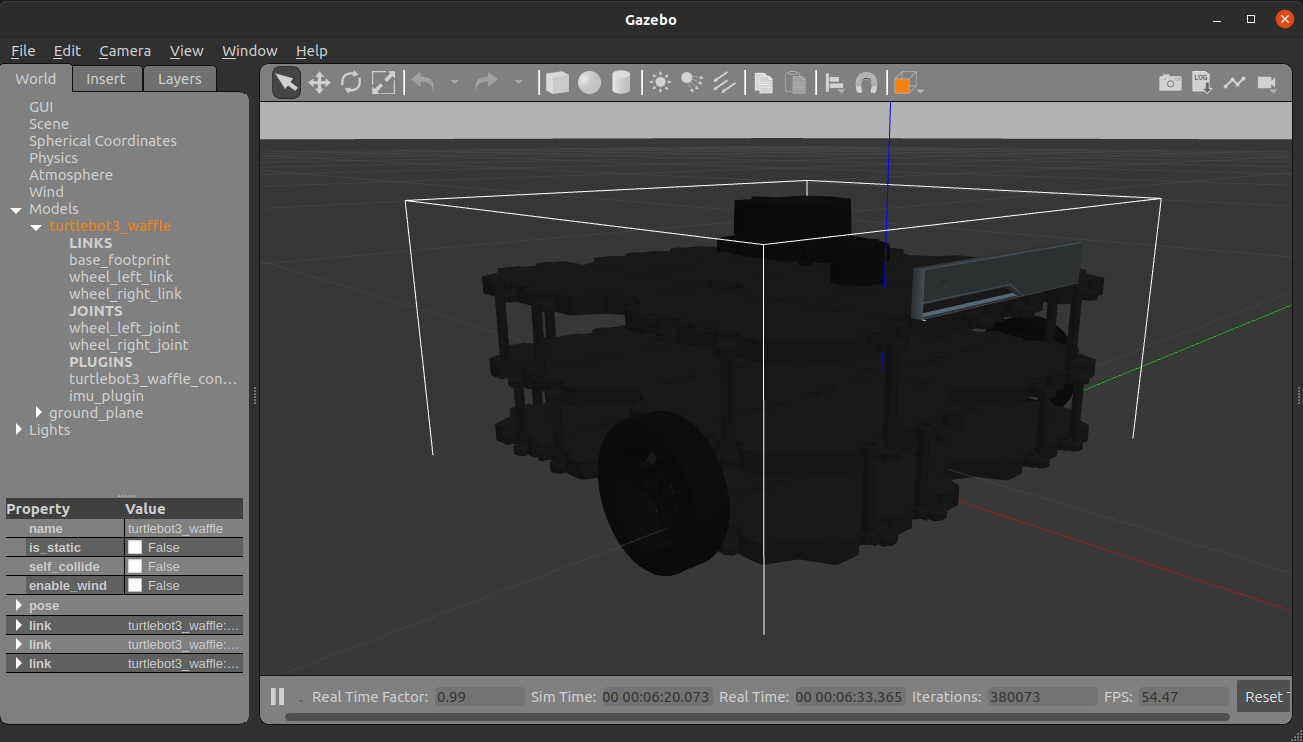 Gazebo
File Edit Camera View Window Help
World Insert Layers
LOG
GUI
Scene
Spherical Coordinates
Physics
Atmosphere
Wind
Models
turtlebot3_waffle
LINKS
base_footprint
wheel_left_link
wheel_right_link
JOINTS
wheel_left_joint
wheel_right_joint
PLUGINS
turtlebot3_waffle_con...
imu_plugin
ground_plane
Lights
Property Value
name turtlebot3_waffle
is_static False
self_collide False
enable_wind False
pose
link turtlebot3_waffle:...
link turtlebot3_waffle:...
link turtlebot3_waffle:...
Real Time Factor: 0.99 Sim Time: 00 00:06:20.073 Real Time: 00 00:06:33.365 Iterations: 380073 FPS: 54.47 Reset